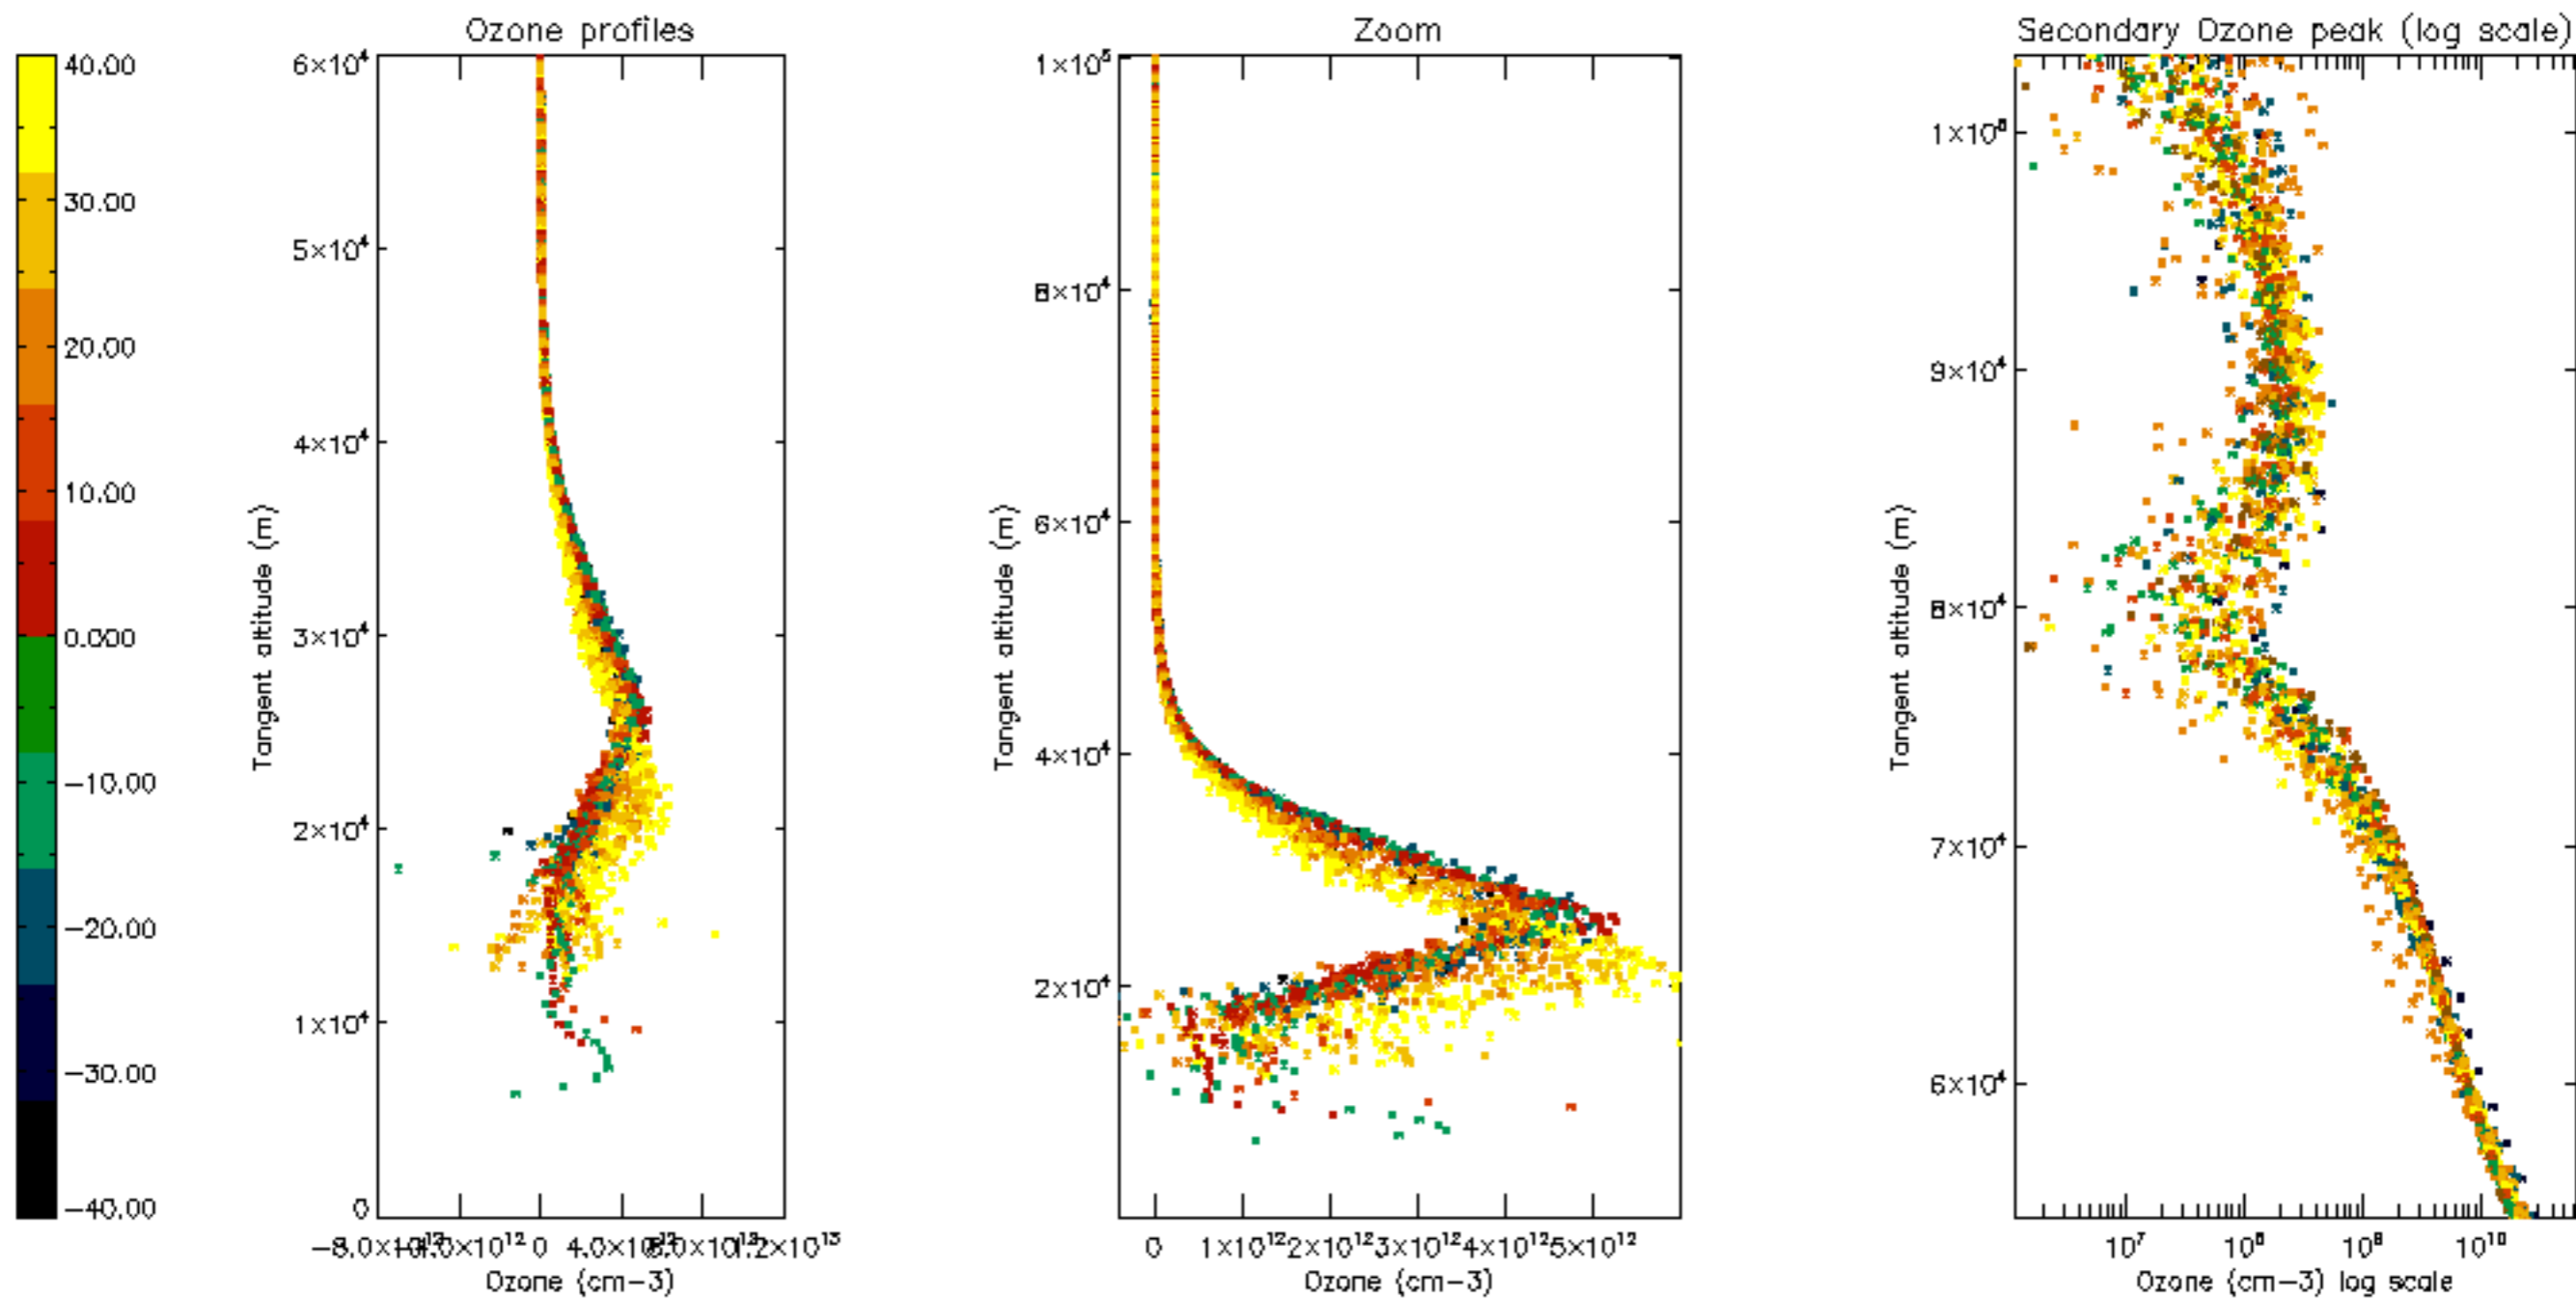 Ozone profiles
Zoom
Secondary Ozone peak (log scale)
40.00
30.00
20.00
10.00
-10.00
-20.00
-30.00
-40.00
Tangent altitude (m)
6×10⁴
5×10⁴
4×10⁴
3×10⁴
2×10⁴
1×10⁴
0
0
Ozone (cm-3)
Tangent altitude (m)
1×10⁵
8×10⁴
6×10⁴
4×10⁴
2×10⁴
0 1×10¹² 2×10¹² 3×10¹² 4×10¹² 5×10¹²
Ozone (cm-3)
Tangent altitude (m)
9×10⁴
8×10⁴
7×10⁴
6×10⁴
10⁷ 10⁸ 10⁹ 10¹⁰
Ozone (cm-3) log scale